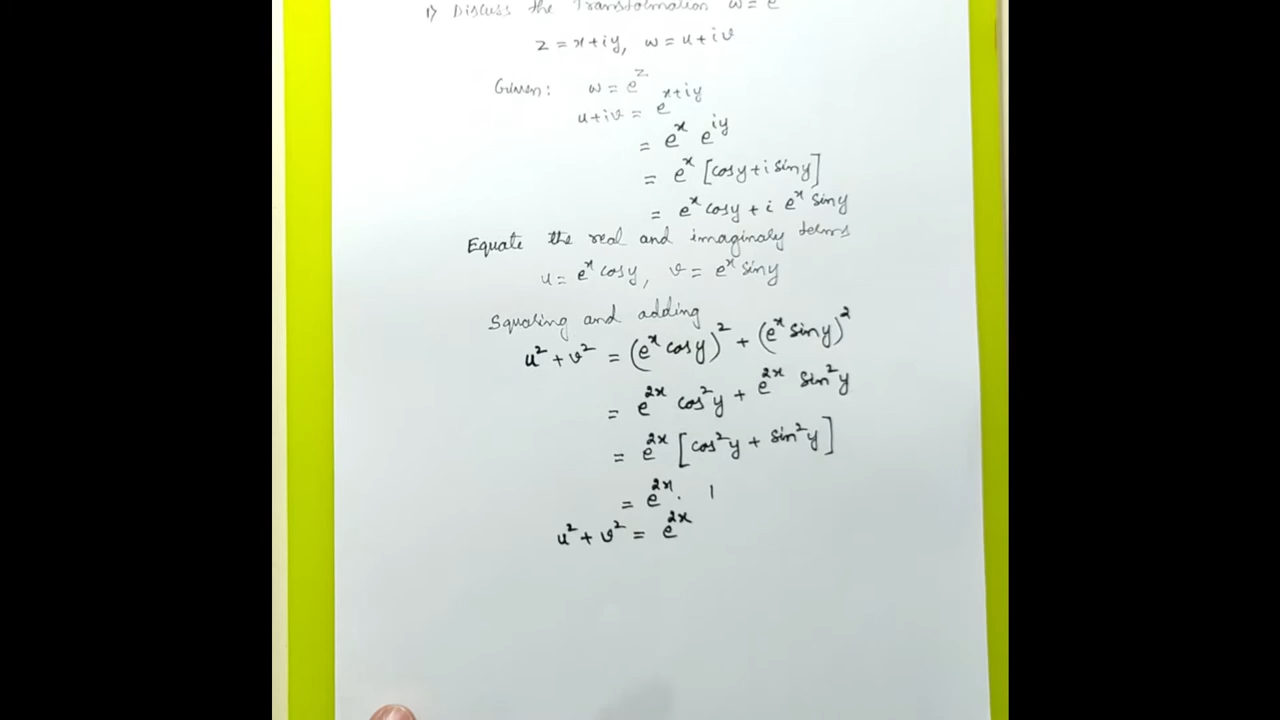 1) Discuss the Transformation w = e
z = x+iy, w = u+iv
Given: w = e^z
u+iv = e^{x+iy}
= e^x e^{iy}
= e^x [cosy + i siny]
= e^x cosy + i e^x siny
Equate the real and imaginary terms
u = e^x cosy, v = e^x siny
Squaring and adding
u² + v² = (e^x cosy)² + (e^x siny)²
= e^{2x} cos²y + e^{2x} sin²y
= e^{2x} [cos²y + sin²y]
= e^{2x} . 1
u² + v² = e^{2x}